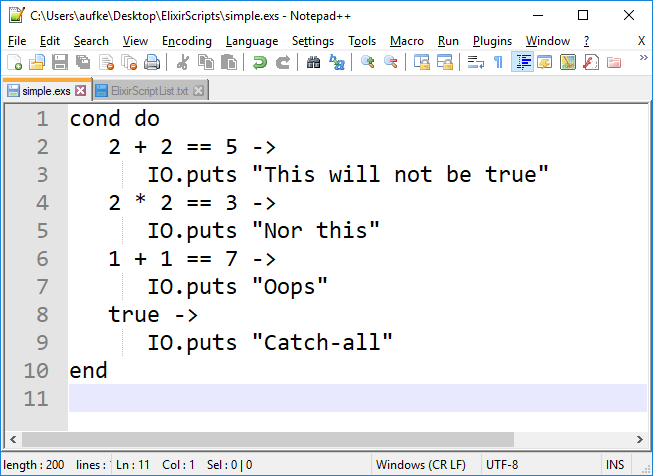 C:\Users\aufke\Desktop\ElixirScripts\simple.exs - Notepad++
File Edit Search View Encoding Language Settings Tools Macro Run Plugins Window ? X
simple.exs ElixirScriptList.txt
1 cond do
2 2 + 2 == 5 ->
3 IO.puts "This will not be true"
4 2 * 2 == 3 ->
5 IO.puts "Nor this"
6 1 + 1 == 7 ->
7 IO.puts "Oops"
8 true ->
9 IO.puts "Catch-all"
10 end
11
length : 200 lines : Ln : 11 Col : 1 Sel : 0 | 0 Windows (CR LF) UTF-8 INS